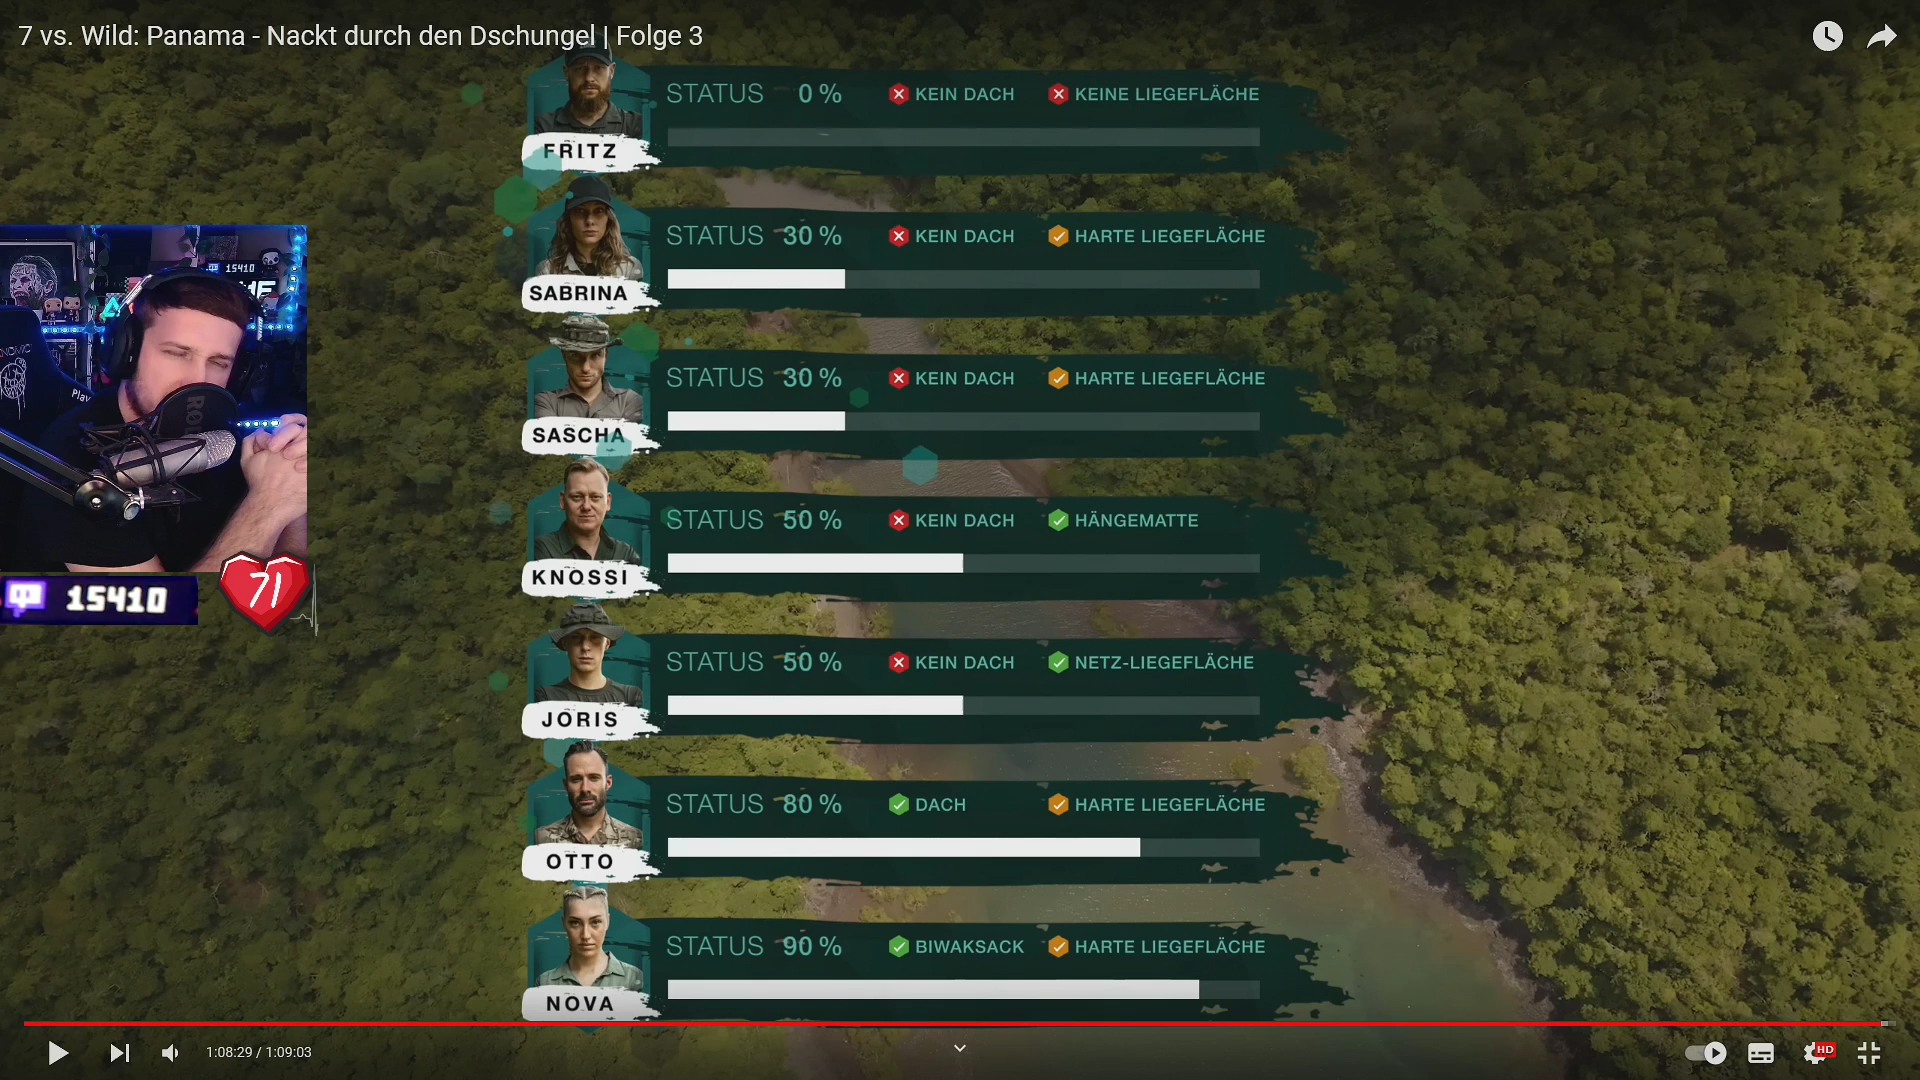 7 vs. Wild: Panama - Nackt durch den Dschungel | Folge 3
STATUS 0 % KEIN DACH KEINE LIEGEFLÄCHE
FRITZ
STATUS 30 % KEIN DACH HARTE LIEGEFLÄCHE
SABRINA
15410
STATUS 30 % KEIN DACH HARTE LIEGEFLÄCHE
SASCHA
Play
STATUS 50 % KEIN DACH HÄNGEMATTE
KNOSSI
15410
71
STATUS 50 % KEIN DACH NETZ-LIEGEFLÄCHE
JORIS
STATUS 80 % DACH HARTE LIEGEFLÄCHE
OTTO
STATUS 90 % BIWAKSACK HARTE LIEGEFLÄCHE
NOVA
1:08:29 / 1:09:03
HD